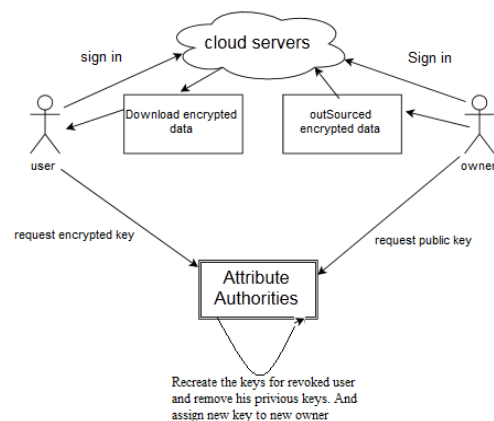 cloud servers
sign in
Sign in
Download encrypted
data
outSourced
encrypted data
user
owner
request encrypted key
request public key
Attribute
Authorities
Recreate the keys for revoked user
and remove his privious keys. And
assign new key to new owner